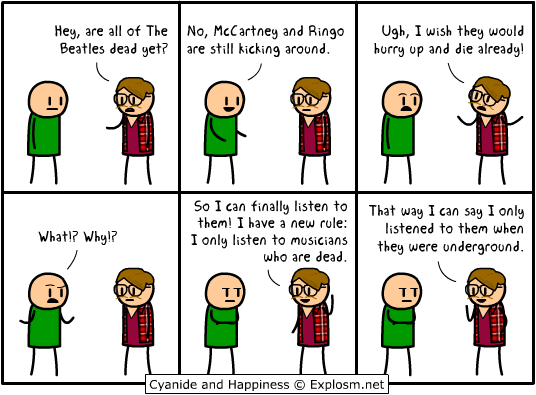 Hey, are all of The
Beatles dead yet?
No, McCartney and Ringo
are still kicking around.
Ugh, I wish they would
hurry up and die already!
What!? Why!?
So I can finally listen to
them! I have a new rule:
I only listen to musicians
who are dead.
That way I can say I only
listened to them when
they were underground.
Cyanide and Happiness © Explosm.net